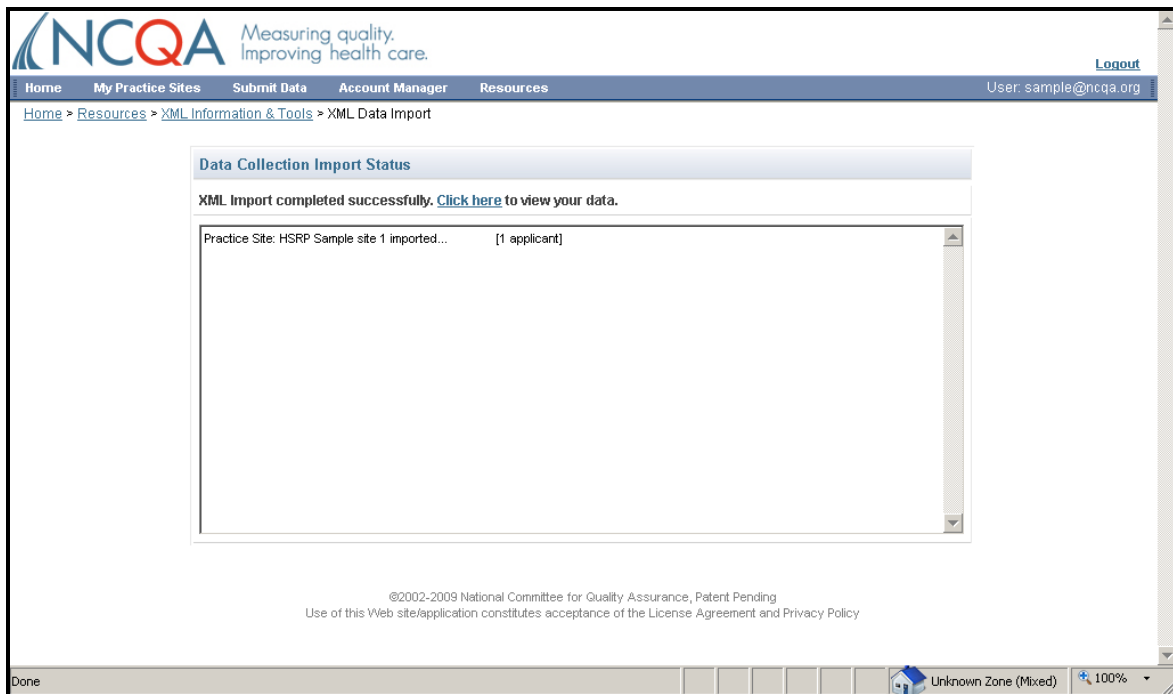 NCQA Measuring quality.
Improving health care.
Logout
Home My Practice Sites Submit Data Account Manager Resources User: sample@ncqa.org
Home > Resources > XML Information & Tools > XML Data Import
Data Collection Import Status
XML Import completed successfully. Click here to view your data.
Practice Site: HSRP Sample site 1 imported... [1 applicant]
©2002-2009 National Committee for Quality Assurance, Patent Pending
Use of this Web site/application constitutes acceptance of the License Agreement and Privacy Policy
Done Unknown Zone (Mixed) 100%